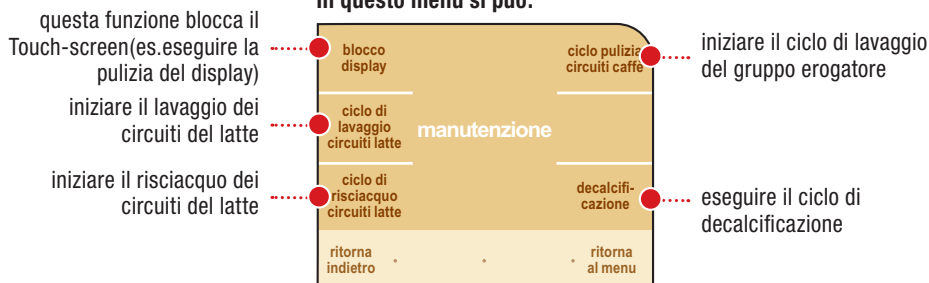 In questo menu si può:
questa funzione blocca il
Touch-screen(es.eseguire la
pulizia del display)
iniziare il lavaggio dei
circuiti del latte
iniziare il risciacquo dei
circuiti del latte
blocco
display
ciclo di
lavaggio
circuiti latte
ciclo di
risciacquo
circuiti latte
manutenzione
ciclo pulizia
circuiti caffè
decalcifi-
cazione
ritorna
indietro
ritorna
al menu
iniziare il ciclo di lavaggio
del gruppo erogatore
eseguire il ciclo di
decalcificazione